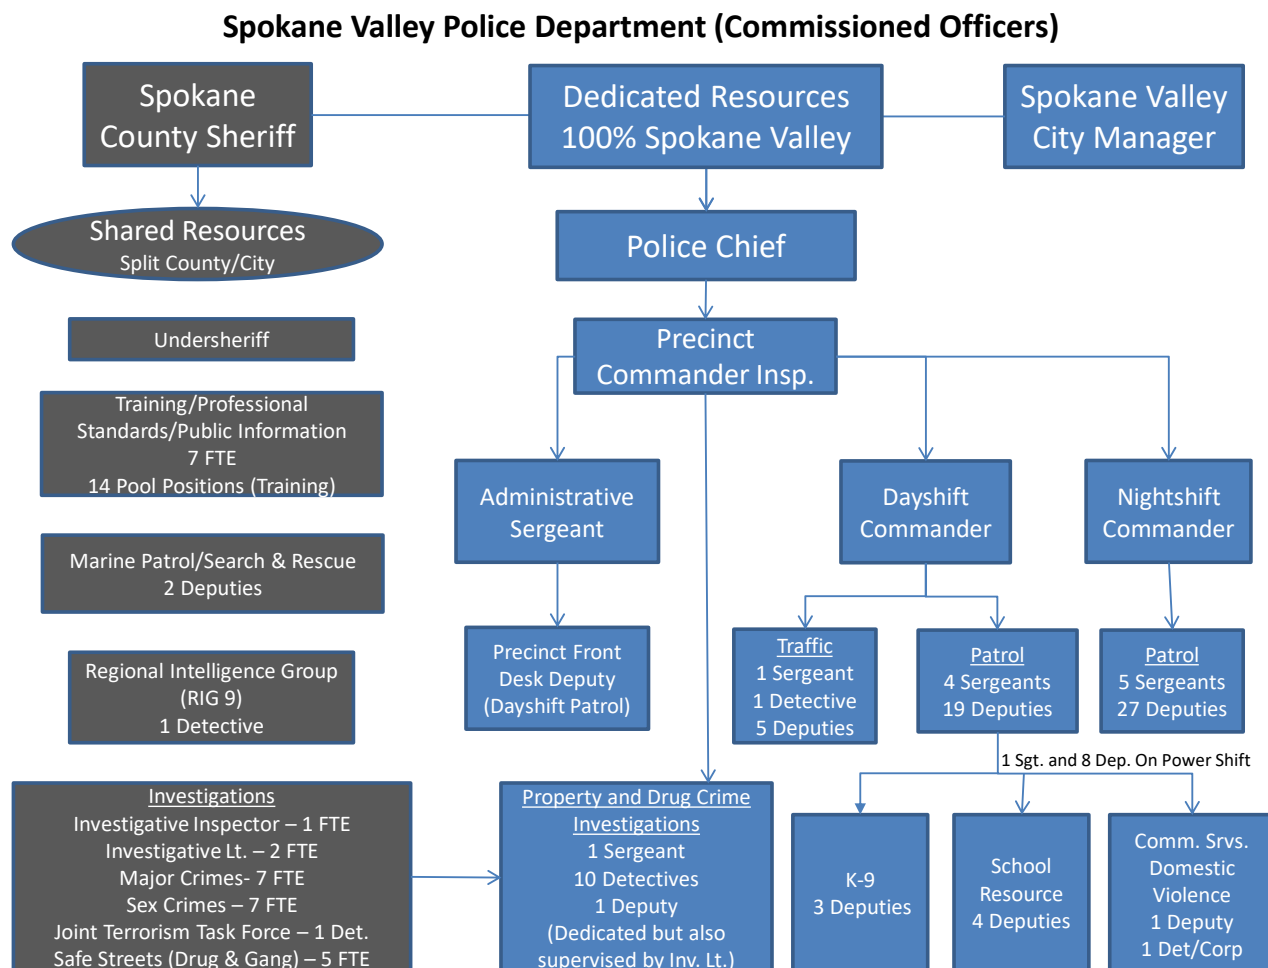 Spokane Valley Police Department (Commissioned Officers)
Spokane
County Sheriff
Dedicated Resources
100% Spokane Valley
Spokane Valley
City Manager
Shared Resources
Split County/City
Police Chief
Undersheriff
Precinct
Commander Insp.
Training/Professional
Standards/Public Information
7 FTE
14 Pool Positions (Training)
Administrative
Sergeant
Dayshift
Commander
Nightshift
Commander
Marine Patrol/Search & Rescue
2 Deputies
Precinct Front
Desk Deputy
(Dayshift Patrol)
Traffic
1 Sergeant
1 Detective
5 Deputies
Patrol
4 Sergeants
19 Deputies
Patrol
5 Sergeants
27 Deputies
Regional Intelligence Group
(RIG 9)
1 Detective
1 Sgt. and 8 Dep. On Power Shift
Investigations
Investigative Inspector – 1 FTE
Investigative Lt. – 2 FTE
Major Crimes- 7 FTE
Sex Crimes – 7 FTE
Joint Terrorism Task Force – 1 Det.
Safe Streets (Drug & Gang) – 5 FTE
Property and Drug Crime
Investigations
1 Sergeant
10 Detectives
1 Deputy
(Dedicated but also
supervised by Inv. Lt.)
K-9
3 Deputies
School
Resource
4 Deputies
Comm. Srvs.
Domestic
Violence
1 Deputy
1 Det/Corp